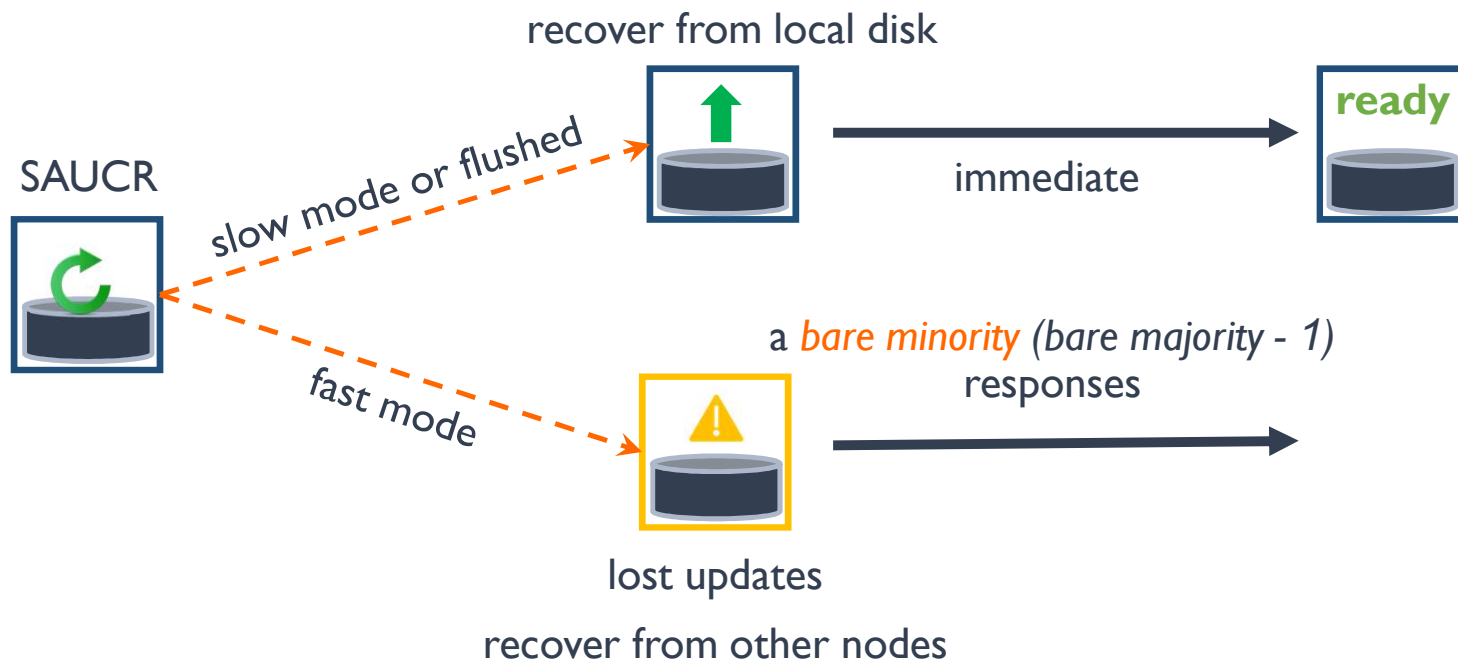 recover from local disk
ready
SAUCR
slow mode or flushed
immediate
a bare minority (bare majority - 1)
responses
fast mode
lost updates
recover from other nodes